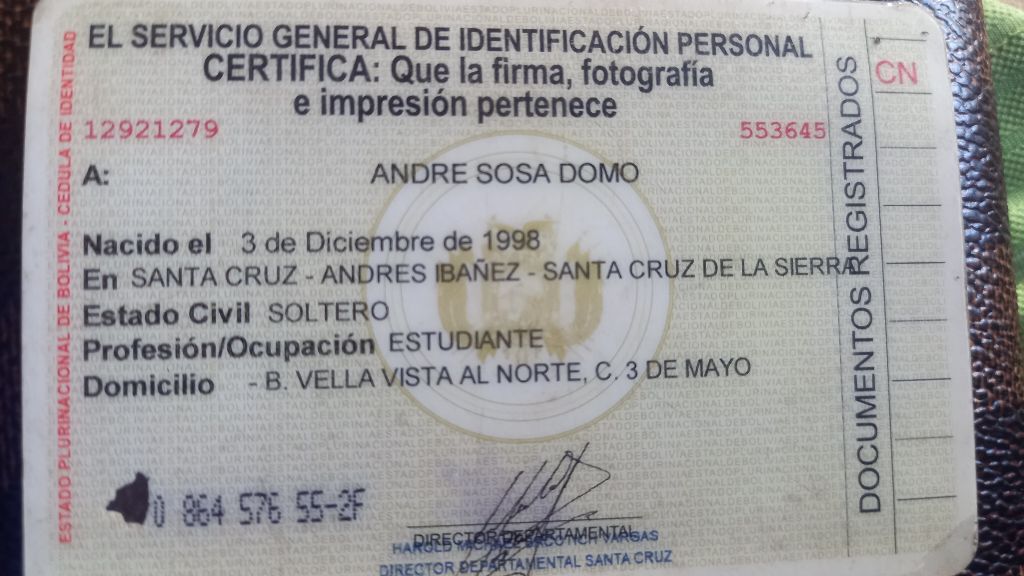 EL SERVICIO GENERAL DE IDENTIFICACIÓN PERSONAL
CERTIFICA: Que la firma, fotografía
e impresión pertenece
12921279
553645
A: ANDRE SOSA DOMO
Nacido el 3 de Diciembre de 1998
En SANTA CRUZ - ANDRES IBAÑEZ - SANTA CRUZ DE LA SIERRA
Estado Civil SOLTERO
Profesión/Ocupación ESTUDIANTE
Domicilio - B. VELLA VISTA AL NORTE, C. 3 DE MAYO
0 864 576 55-2F
DIRECTOR DEPARTAMENTAL
HAROLD VARGAS
DIRECTOR DEPARTAMENTAL SANTA CRUZ
ESTADO PLURINACIONAL DE BOLIVIA - CEDULA DE IDENTIDAD
DOCUMENTOS REGISTRADOS
CN